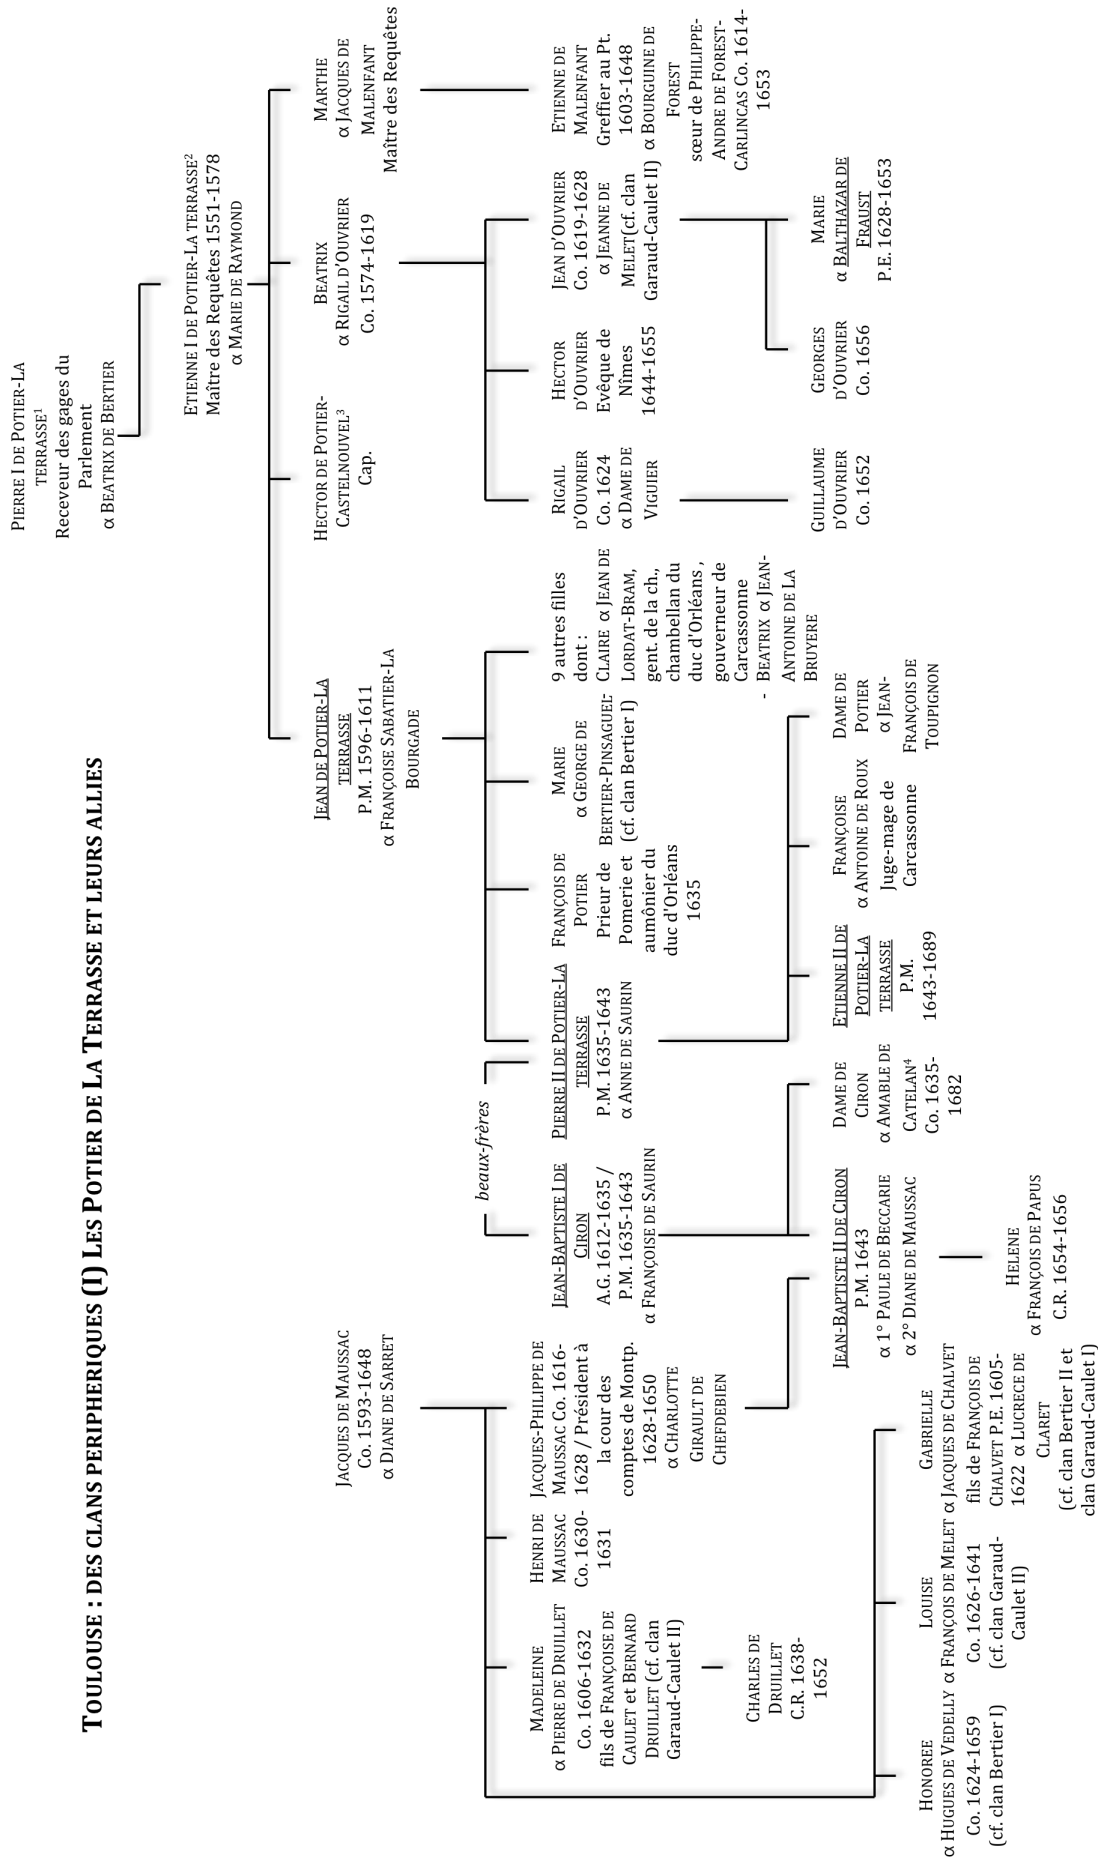 TOULOUSE : DES CLANS PERIPHERIQUES (I) LES POTIER DE LA TERRASSE ET LEURS ALLIES
PIERRE I DE POTIER-LA
TERRASSE¹
Receveur des gages du
Parlement
α BEATRIX DE BERTIER
ETIENNE I DE POTIER-LA TERRASSE²
Maître des Requêtes 1551-1578
α MARIE DE RAYMOND
JACQUES DE MAUSSAC
Co. 1593-1648
α DIANE DE SARRET
JEAN DE POTIER-LA
TERRASSE
P.M. 1596-1611
α FRANÇOISE SABATIER-LA
BOURGADE
HECTOR DE POTIER-
CASTELNOUVEL³
Cap.
BEATRIX
α RIGAIL D'OUVRIER
Co. 1574-1619
MARTHE
α JACQUES DE
MALENFANT
Maître des Requêtes
beaux-frères
MADELEINE
α PIERRE DE DRUILLET
Co. 1606-1632
fils de FRANÇOISE DE
CAULET et BERNARD
DRUILLET (cf. clan
Garaud-Caulet II)
HENRI DE
MAUSSAC
Co. 1630-
1631
JACQUES-PHILIPPE DE
MAUSSAC Co. 1616-
1628 / Président à
la cour des
comptes de Montp.
1628-1650
α CHARLOTTE
GIRAULT DE
CHEFDEBIEN
JEAN-BAPTISTE I DE
CIRON
A.G. 1612-1635 /
P.M. 1635-1643
α FRANÇOISE DE SAURIN
PIERRE II DE POTIER-LA
TERRASSE
P.M. 1635-1643
α ANNE DE SAURIN
FRANÇOIS DE
POTIER
Prieur de
Pomerie et
aumônier du
duc d'Orléans
1635
MARIE
α GEORGE DE
BERTIER-PINSAGUEL
(cf. clan Bertier I)
9 autres filles
dont :
CLAIRE α JEAN DE
LORDAT-BRAM,
gent. de la ch.,
chambellan du
duc d'Orléans ,
gouverneur de
Carcassonne
- BEATRIX α JEAN-
ANTOINE DE LA
BRUYERE
RIGAIL
D'OUVRIER
Co. 1624
α DAME DE
VIGUIER
HECTOR
D'OUVRIER
Evêque de
Nîmes
1644-1655
JEAN D'OUVRIER
Co. 1619-1628
α JEANNE DE
MELET(cf. clan
Garaud-Caulet II)
ETIENNE DE
MALENFANT
Greffier au Pt.
1603-1648
α BOURGUINE DE
FOREST
sœur de PHILIPPE-
ANDRE DE FOREST-
CARLINCAS Co. 1614-
1653
CHARLES DE
DRUILLET
C.R. 1638-
1652
JEAN-BAPTISTE II DE CIRON
P.M. 1643
α 1° PAULE DE BECCARIE
α 2° DIANE DE MAUSSAC
DAME DE
CIRON
α AMABLE DE
CATELAN⁴
Co. 1635-
1682
ETIENNE II DE
POTIER-LA
TERRASSE
P.M.
1643-1689
FRANÇOISE
α ANTOINE DE ROUX
Juge-mage de
Carcassonne
DAME DE
POTIER
α JEAN-
FRANÇOIS DE
TOUPIGNON
GUILLAUME
D'OUVRIER
Co. 1652
GEORGES
D'OUVRIER
Co. 1656
MARIE
α BALTHAZAR DE
FRAUST
P.E. 1628-1653
HONOREE
α HUGUES DE VEDELLY
Co. 1624-1659
(cf. clan Bertier I)
LOUISE
α FRANÇOIS DE MELET
Co. 1626-1641
(cf. clan Garaud-
Caulet II)
GABRIELLE
α JACQUES DE CHALVET
fils de FRANÇOIS DE
CHALVET P.E. 1605-
1622 α LUCRECE DE
CLARET
(cf. clan Bertier II et
clan Garaud-Caulet I)
HELENE
α FRANÇOIS DE PAPUS
C.R. 1654-1656